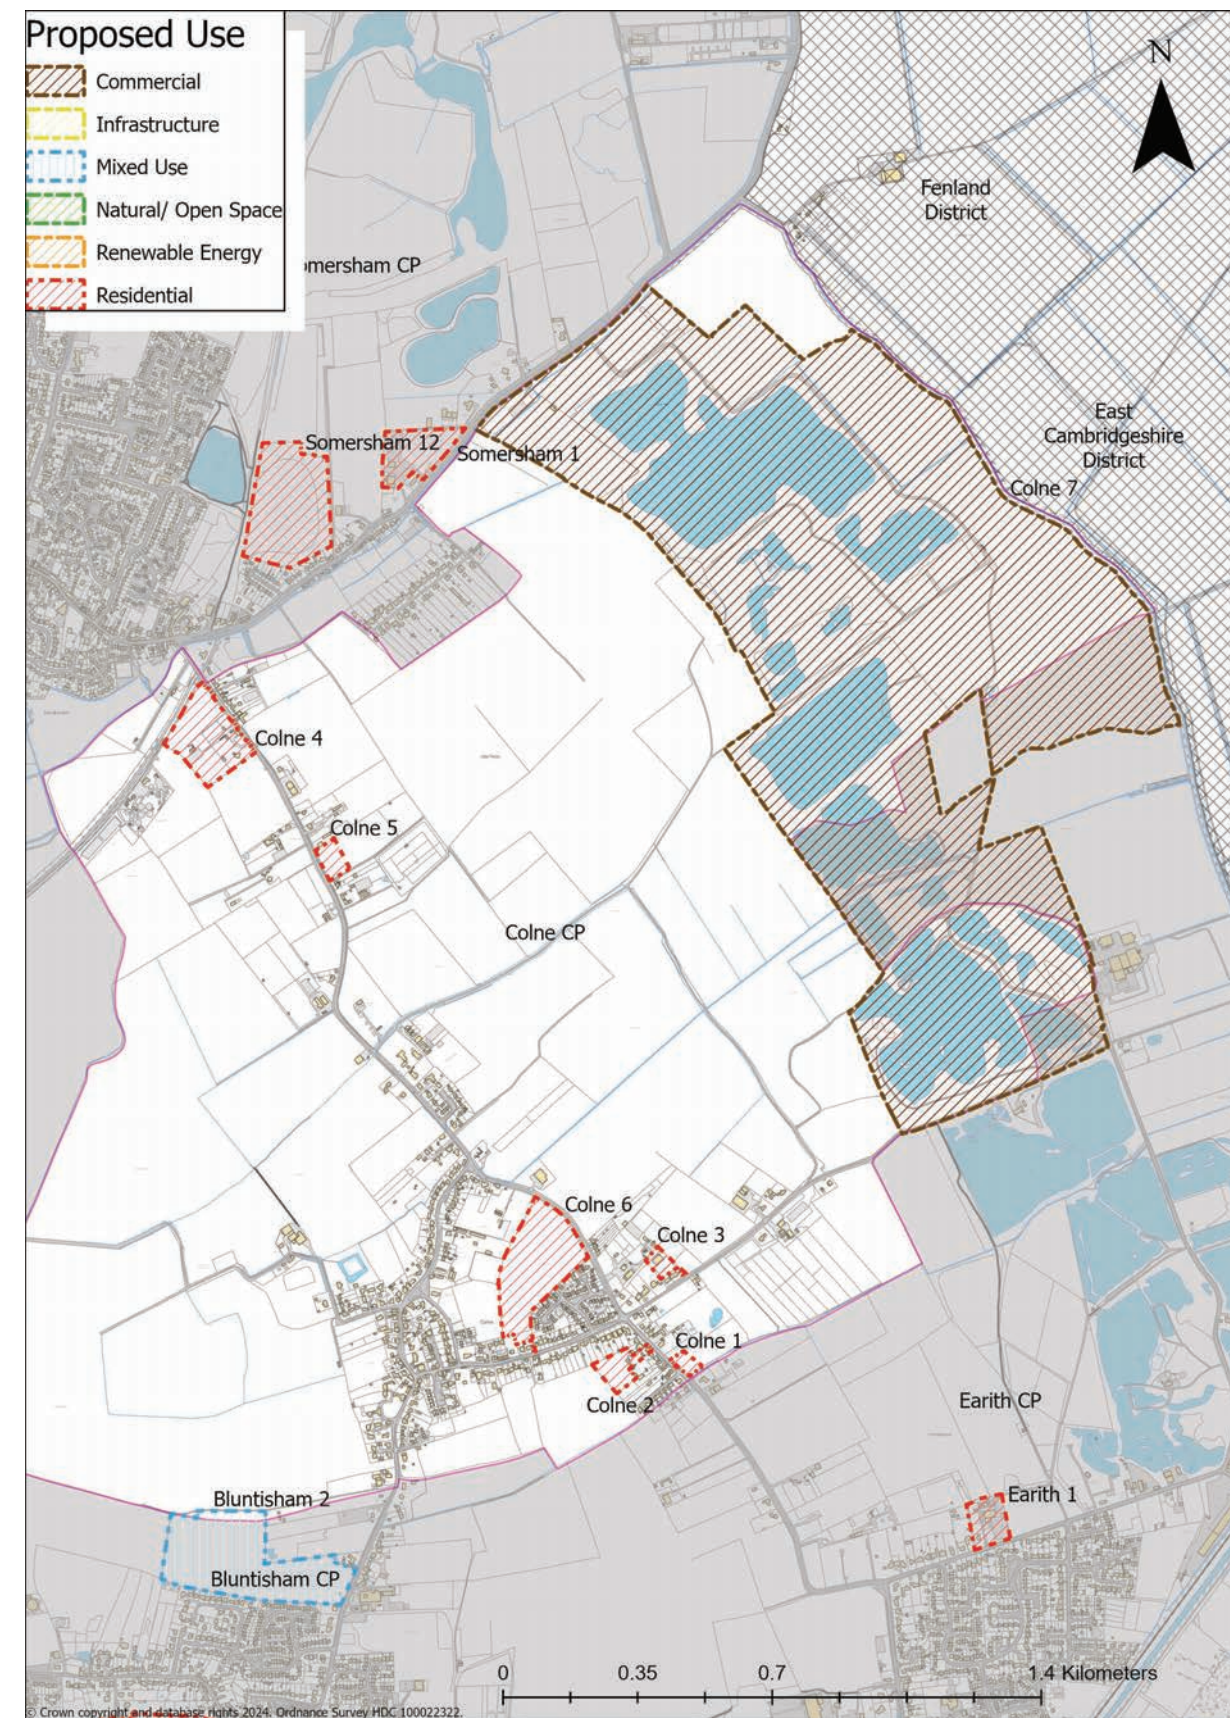 Proposed Use
Commercial
Infrastructure
Mixed Use
Natural/ Open Space
Renewable Energy
Residential
N
Fenland
District
omersham CP
East
Cambridgeshire
District
Somersham 12
Somersham 1
Colne 7
Colne 4
Colne 5
Colne CP
Colne 6
Colne 3
Colne 1
Colne 2
Earith CP
Bluntisham 2
Earith 1
Bluntisham CP
0 0.35 0.7 1.4 Kilometers
© Crown copyright and database rights 2024. Ordnance Survey HDC 100022322.